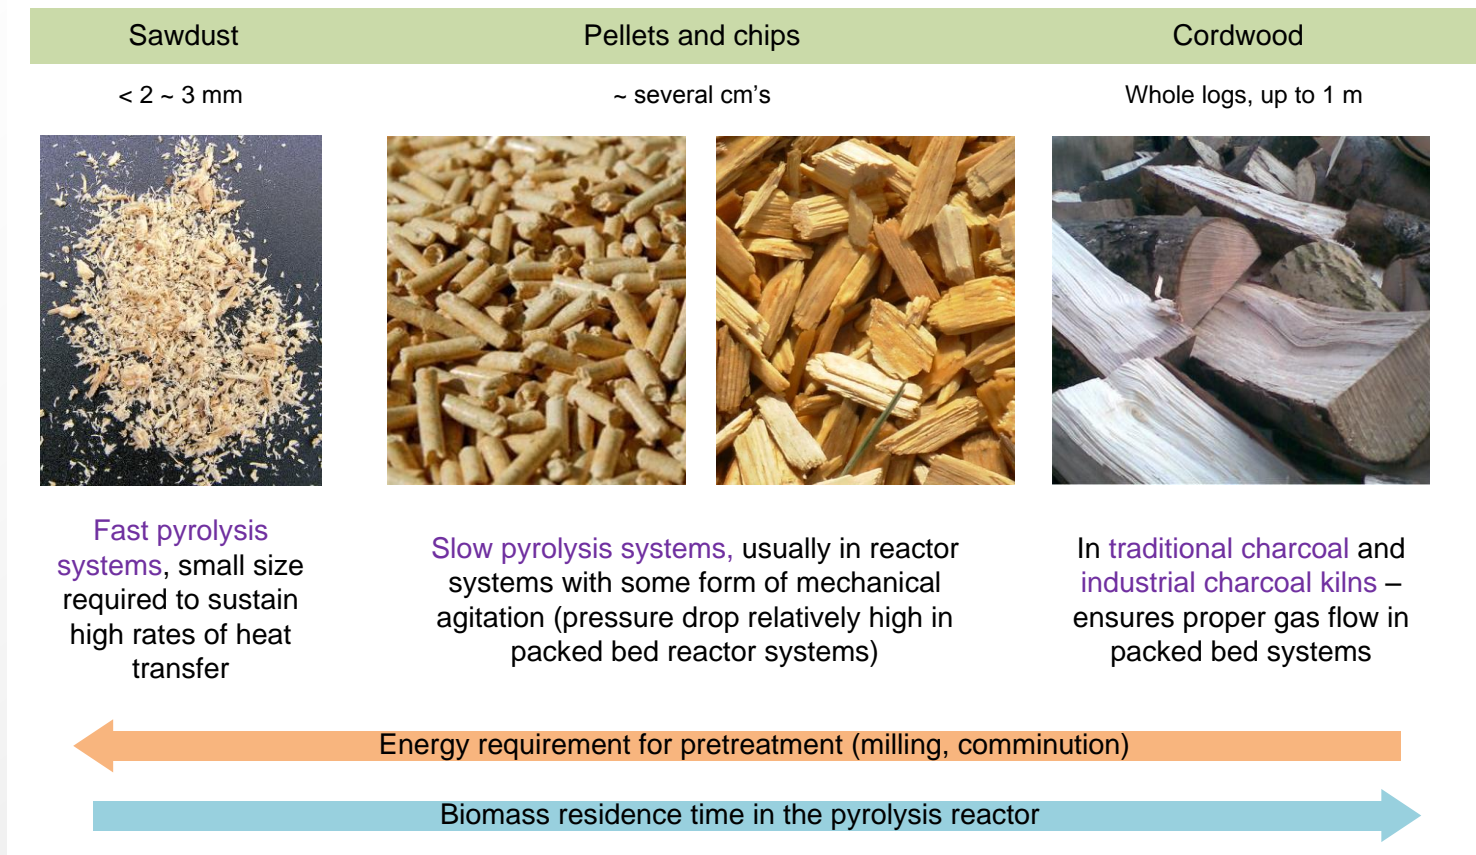 Sawdust
Pellets and chips
Cordwood
< 2 ~ 3 mm
~ several cm's
Whole logs, up to 1 m
Fast pyrolysis
systems, small size
required to sustain
high rates of heat
transfer
Slow pyrolysis systems, usually in reactor
systems with some form of mechanical
agitation (pressure drop relatively high in
packed bed reactor systems)
In traditional charcoal and
industrial charcoal kilns –
ensures proper gas flow in
packed bed systems
Energy requirement for pretreatment (milling, comminution)
Biomass residence time in the pyrolysis reactor